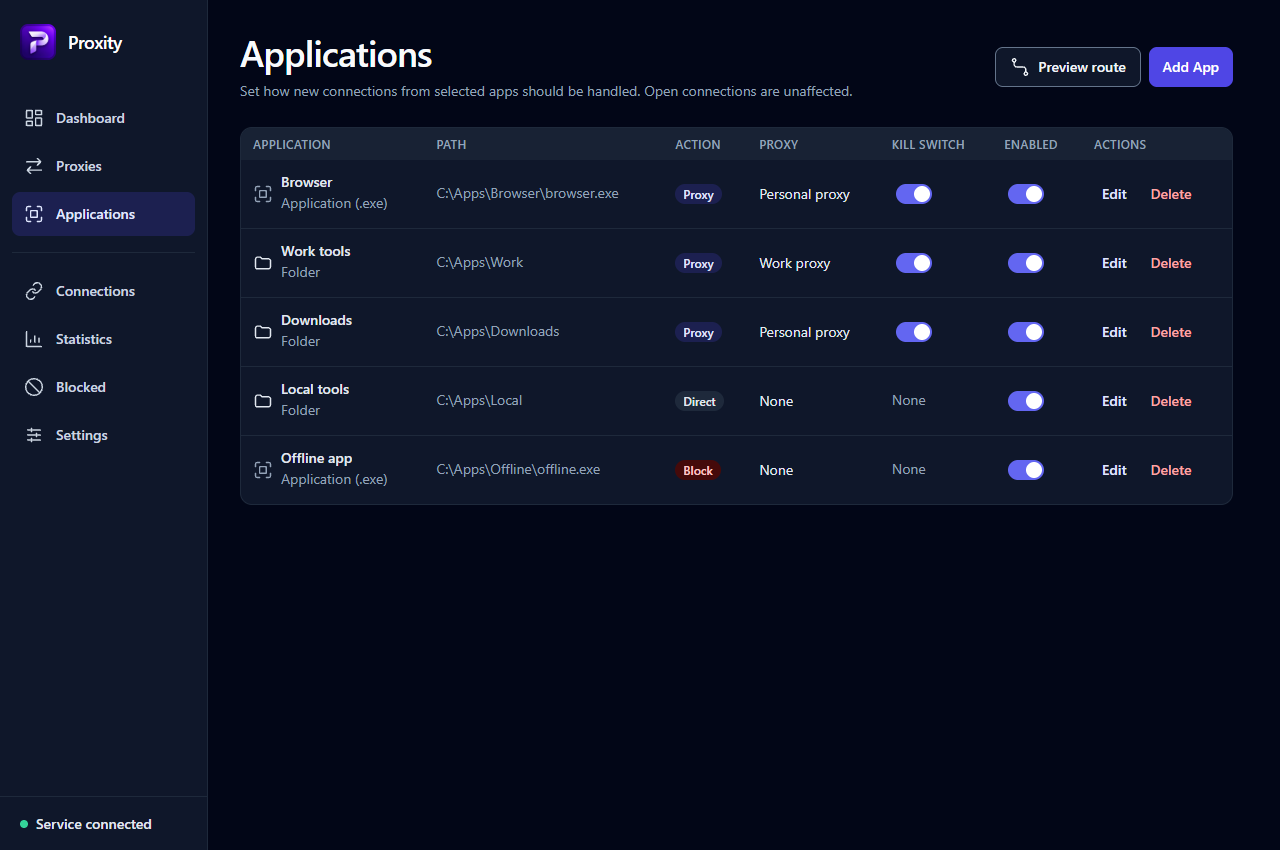 Proxity
Dashboard
Proxies
Applications
Connections
Statistics
Blocked
Settings
Service connected
Applications
Set how new connections from selected apps should be handled. Open connections are unaffected.
Preview route
Add App
APPLICATION PATH ACTION PROXY KILL SWITCH ENABLED ACTIONS
Browser
Application (.exe)
C:\Apps\Browser\browser.exe Proxy Personal proxy Edit Delete
Work tools
Folder
C:\Apps\Work Proxy Work proxy Edit Delete
Downloads
Folder
C:\Apps\Downloads Proxy Personal proxy Edit Delete
Local tools
Folder
C:\Apps\Local Direct None None Edit Delete
Offline app
Application (.exe)
C:\Apps\Offline\offline.exe Block None None Edit Delete